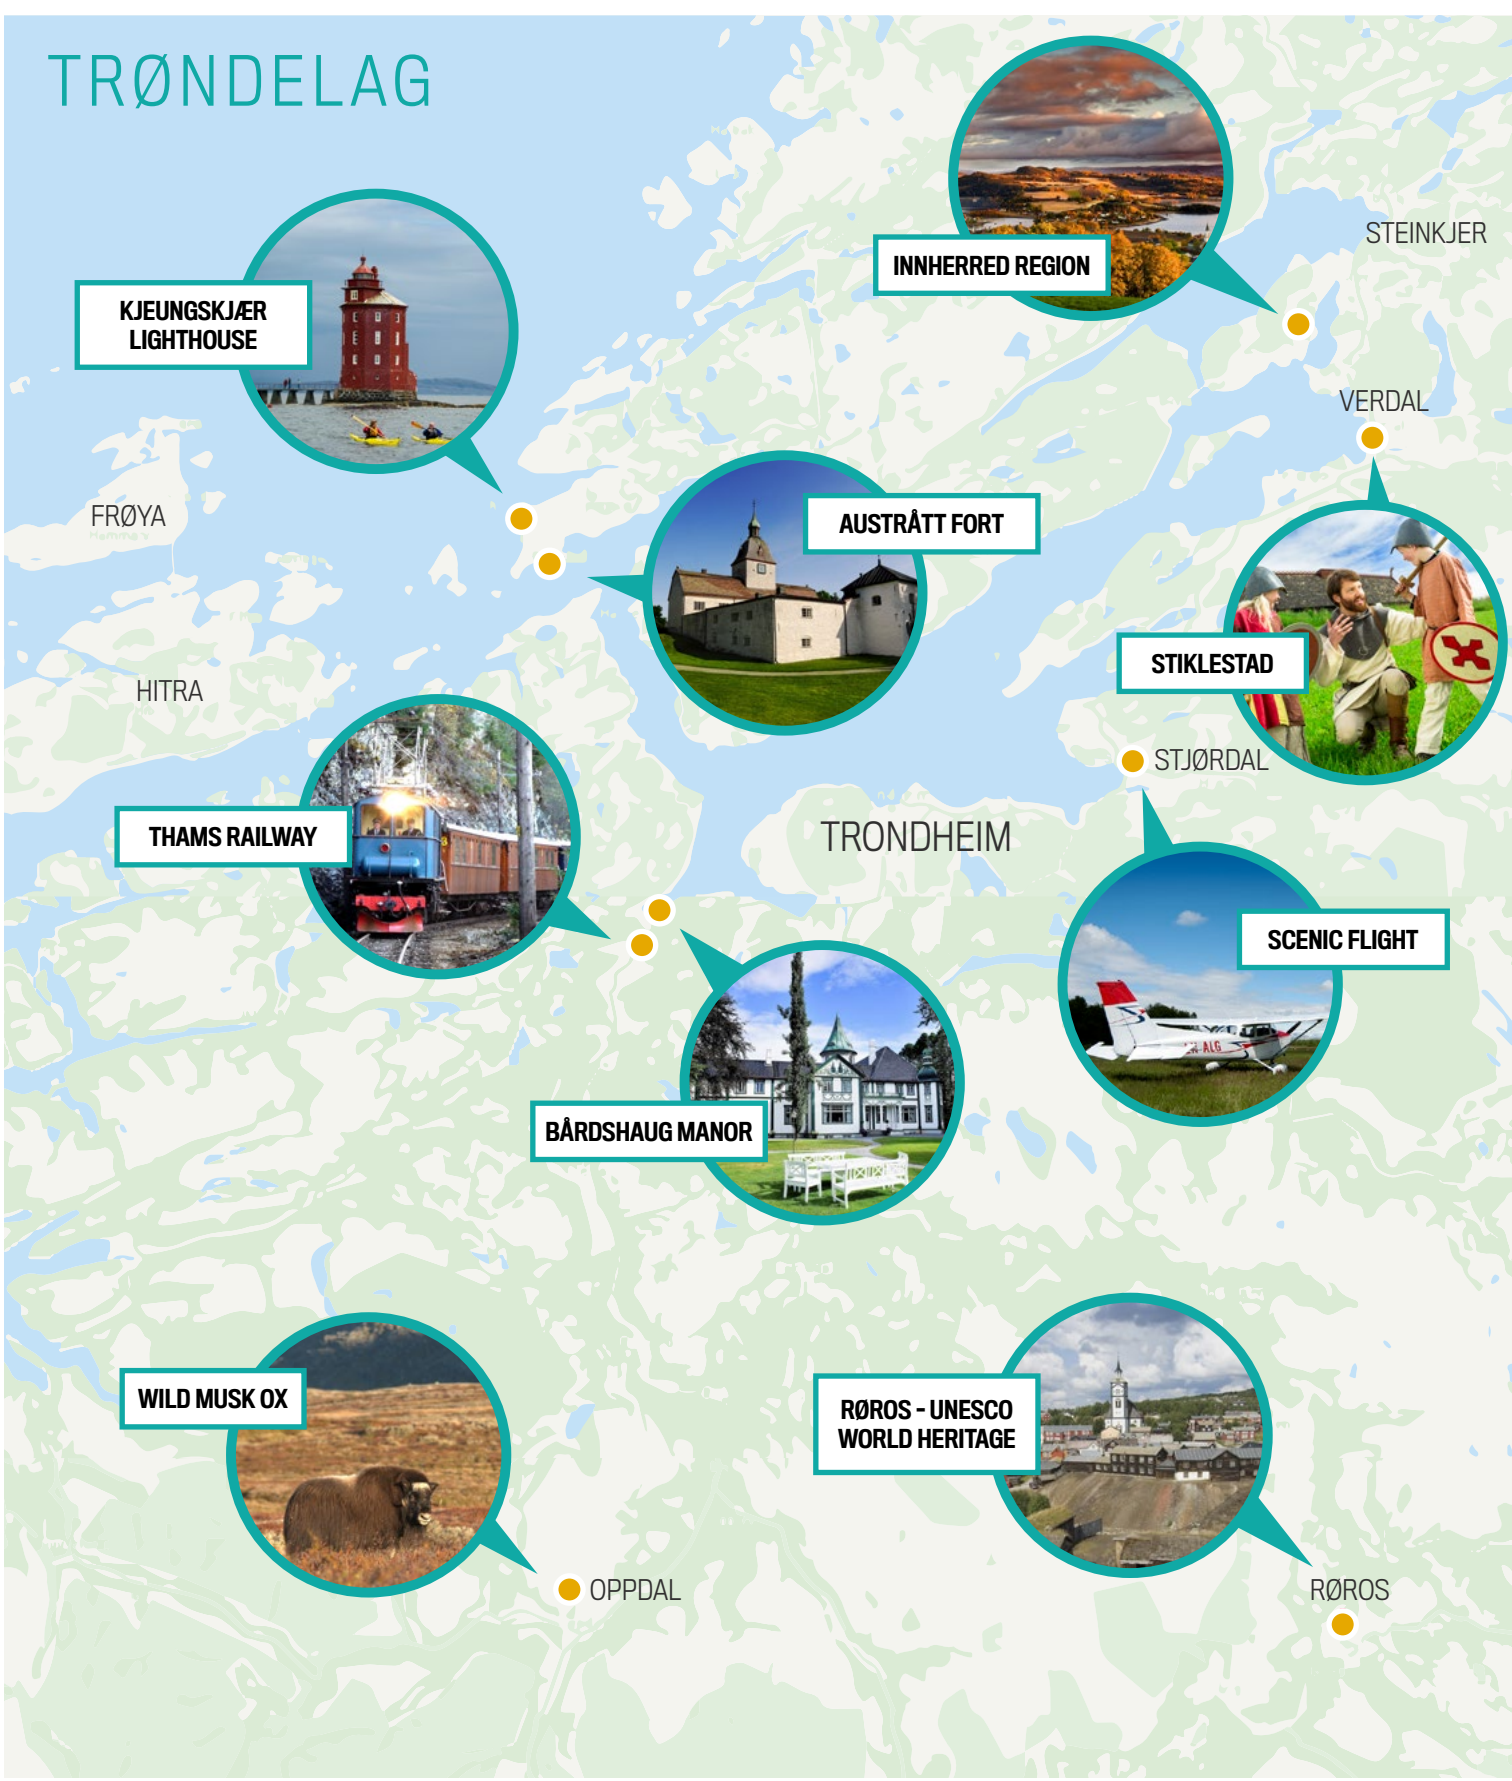 TRØNDELAG
INNHERRED REGION
STEINKJER
KJEUNGSKJÆR
LIGHTHOUSE
VERDAL
FRØYA
AUSTRÅTT FORT
STIKLESTAD
HITRA
STJØRDAL
THAMS RAILWAY
TRONDHEIM
SCENIC FLIGHT
ALG
BÅRDSHAUG MANOR
WILD MUSK OX
RØROS - UNESCO
WORLD HERITAGE
OPPDAL
RØROS